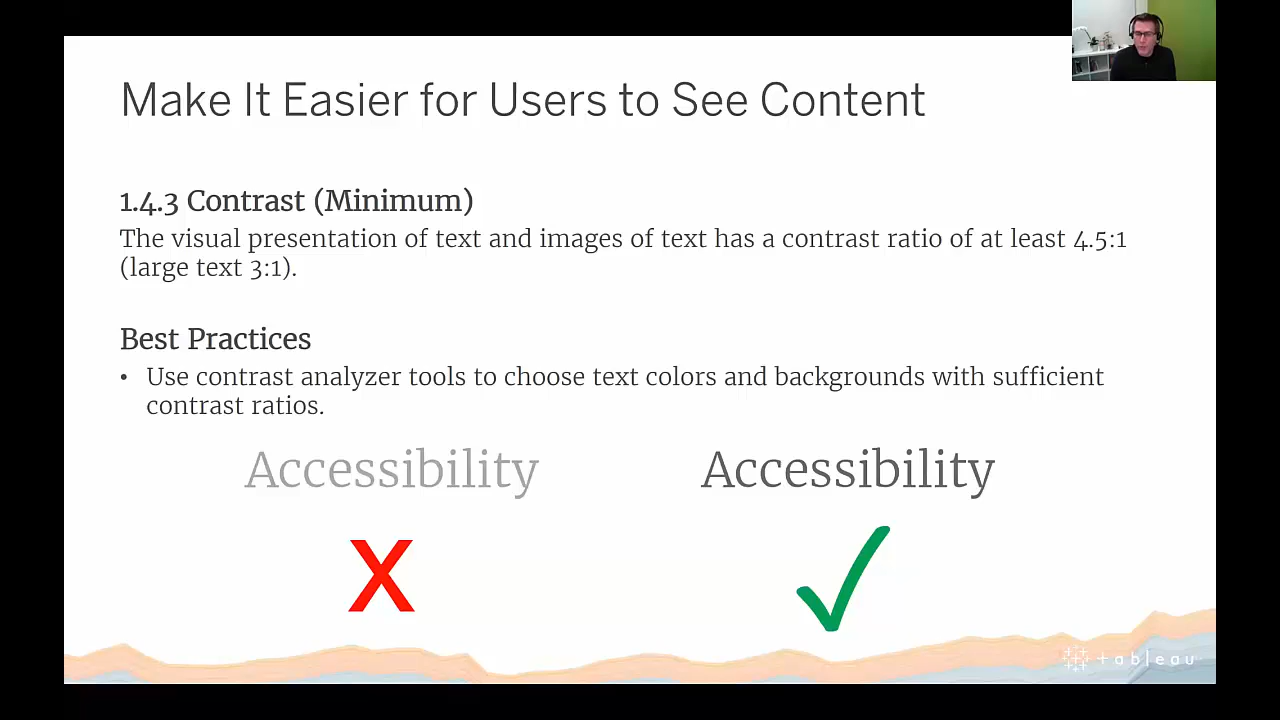 Make It Easier for Users to See Content
1.4.3 Contrast (Minimum)
The visual presentation of text and images of text has a contrast ratio of at least 4.5:1
(large text 3:1).
Best Practices
• Use contrast analyzer tools to choose text colors and backgrounds with sufficient
contrast ratios.
Accessibility Accessibility
X ✓
+ableau